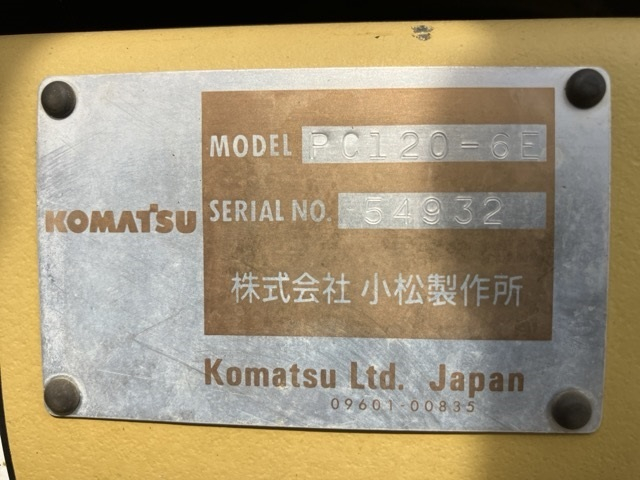 MODEL PC120-6E
KOMATSU
SERIAL NO. 54932
株式会社 小松製作所
Komatsu Ltd. Japan
09601-00835